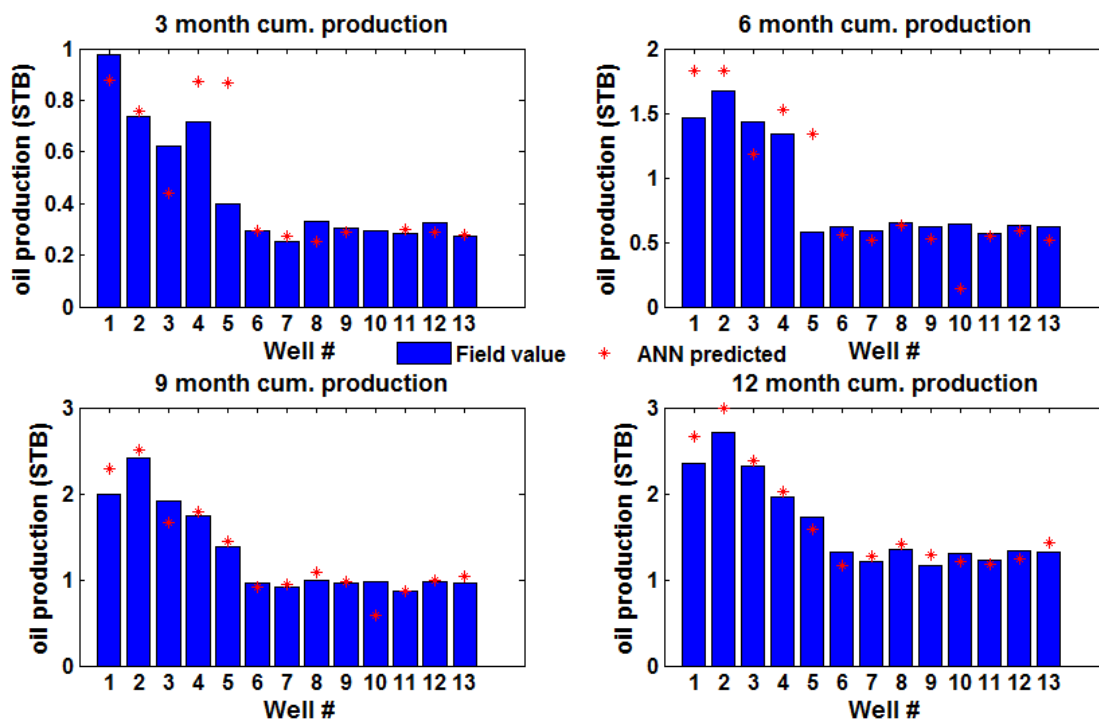 3 month cum. production
oil production (STB)
1
0.8
0.6
0.4
0.2
0
1 2 3 4 5 6 7 8 9 10 11 12 13
Well #
6 month cum. production
oil production (STB)
2
1.5
1
0.5
0
1 2 3 4 5 6 7 8 9 10 11 12 13
Well #
Field value ANN predicted
9 month cum. production
oil production (STB)
3
2
1
0
1 2 3 4 5 6 7 8 9 10 11 12 13
Well #
12 month cum. production
oil production (STB)
3
2
1
0
1 2 3 4 5 6 7 8 9 10 11 12 13
Well #